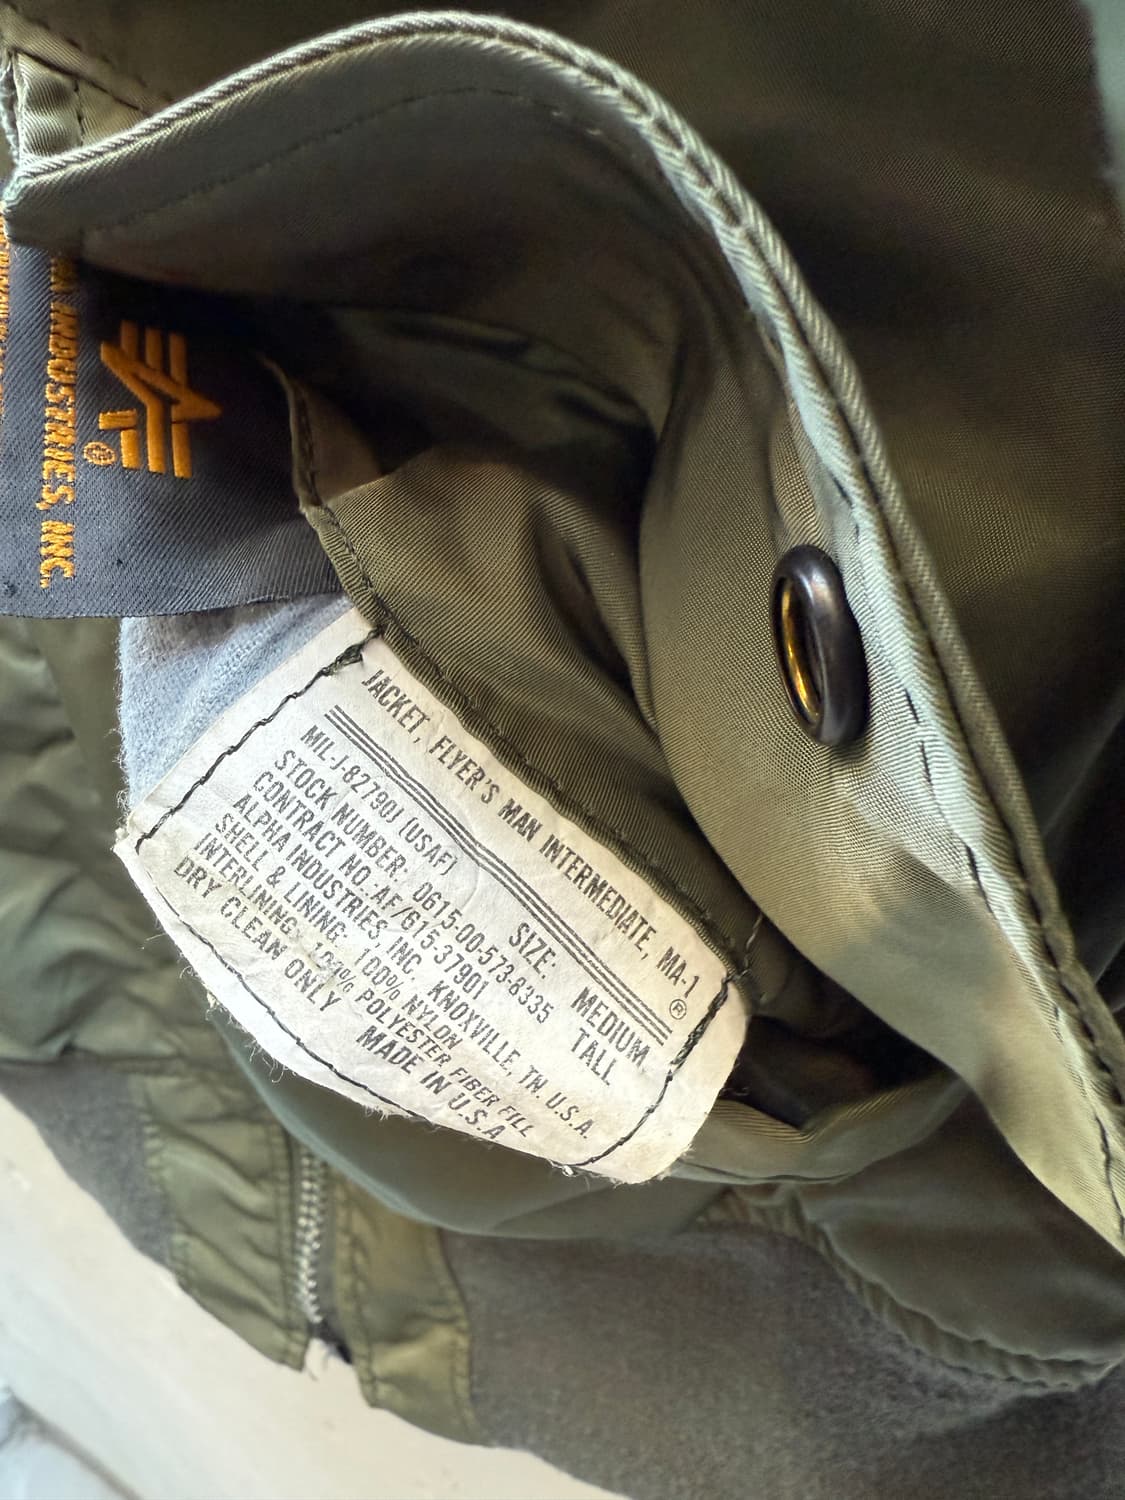 INDUSTRIES, INC.
®
JACKET, FLYER'S MAN INTERMEDIATE, MA-1
®
MIL-J-8279OJ (USAF) SIZE: MEDIUM.
STOCK NUMBER: 0615-00-573-8335 TALL
CONTRACT NO.:AF/615-37901
ALPHA INDUSTRIES, INC. KNOXVILLE, TN. U.S.A.
SHELL & LINING: 100% NYLON
INTERLINING: 100% POLYESTER FIBER FILL
DRY CLEAN ONLY MADE IN U.S.A